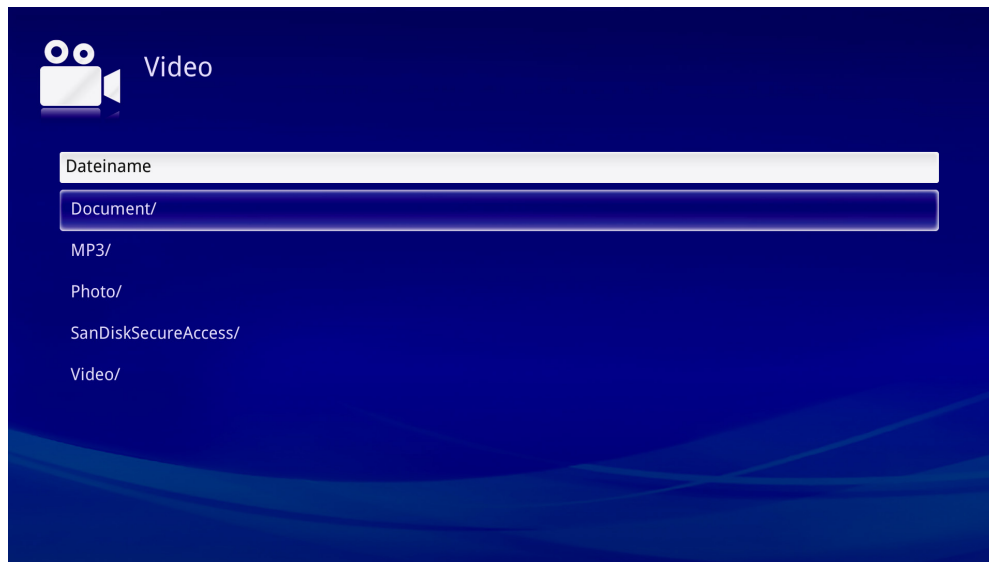 Video
Dateiname
Document/
MP3/
Photo/
SanDiskSecureAccess/
Video/